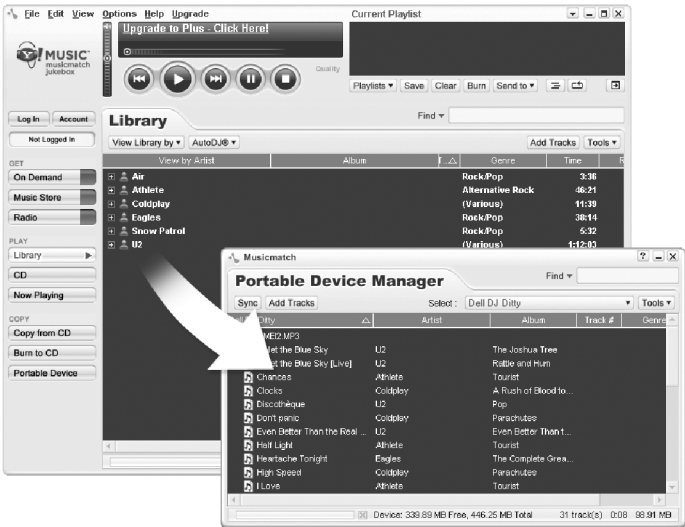 File Edit View Options Help Upgrade
Current Playlist
Upgrade to Plus - Click Here!
Y! MUSIC
musicmatch
jukebox
Quality
Playlists Save Clear Burn Send to
Log In Account
Not Logged In
Library
Find
View Library by AutoDJ®
Add Tracks Tools
View by Artist Album T... Genre Time R
Air Rock/Pop 3:36
Athlete Alternative Rock 46:21
Coldplay (Various) 11:39
Eagles Rock/Pop 38:14
Snow Patrol Rock/Pop 5:32
U2 (Various) 1:12:03
GET
On Demand
Music Store
Radio
PLAY
Library
CD
Now Playing
COPY
Copy from CD
Burn to CD
Portable Device
Musicmatch
Portable Device Manager
Find
Sync Add Tracks Select : Dell DJ Ditty Tools
Ditty Artist Album Track # Genre
MEI2.MP3
et the Blue Sky U2 The Joshua Tree
et the Blue Sky [Live] U2 Rattle and Hum
Chances Athlete Tourist
Clocks Coldplay A Rush of Blood to...
Discothèque U2 Pop
Don't panic Coldplay Parachutes
Even Better Than the Real ... U2 Even Better Than t...
Half Light Athlete Tourist
Heartache Tonight Eagles The Complete Grea...
High Speed Coldplay Parachutes
I Love Athlete Tourist
Device: 339.89 MB Free, 446.25 MB Total 31 track(s) 0:08 98.91 MB